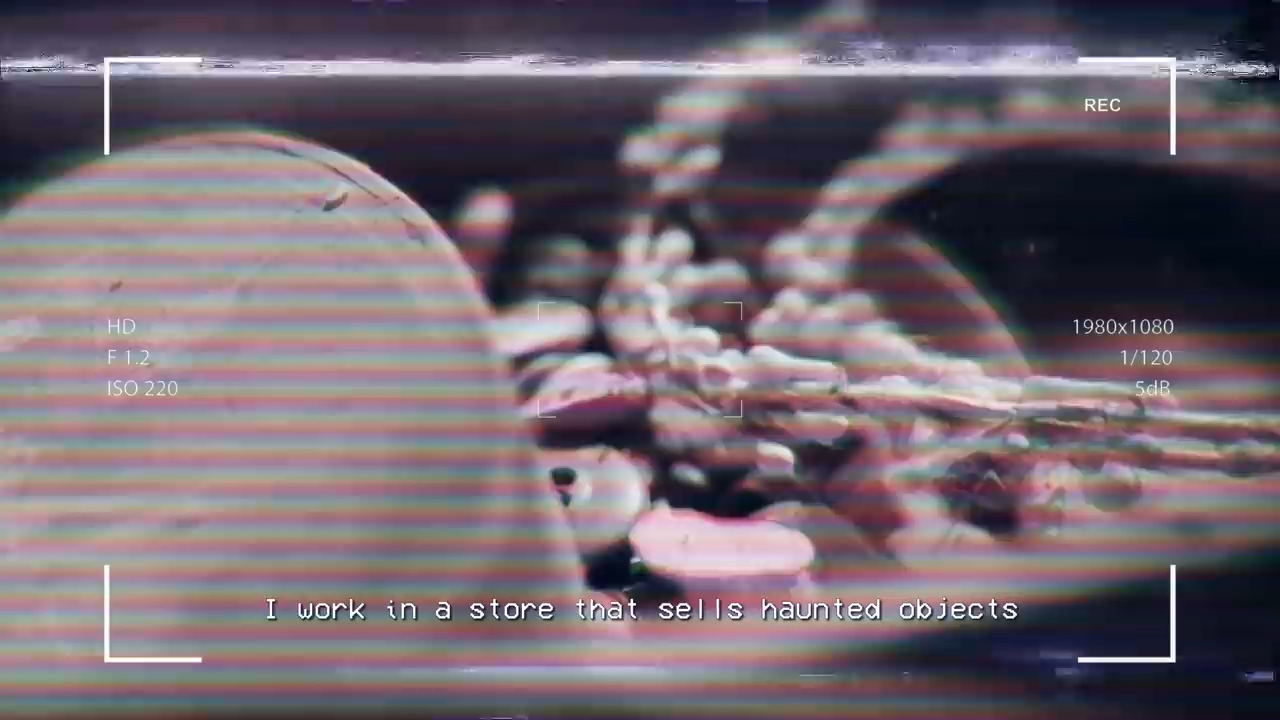 REC
HD
F 1.2
ISO 220
1980x1080
1/120
5dB
I work in a store that sells haunted objects